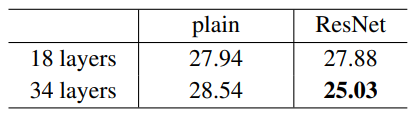 plain ResNet
18 layers 27.94 27.88
34 layers 28.54 25.03